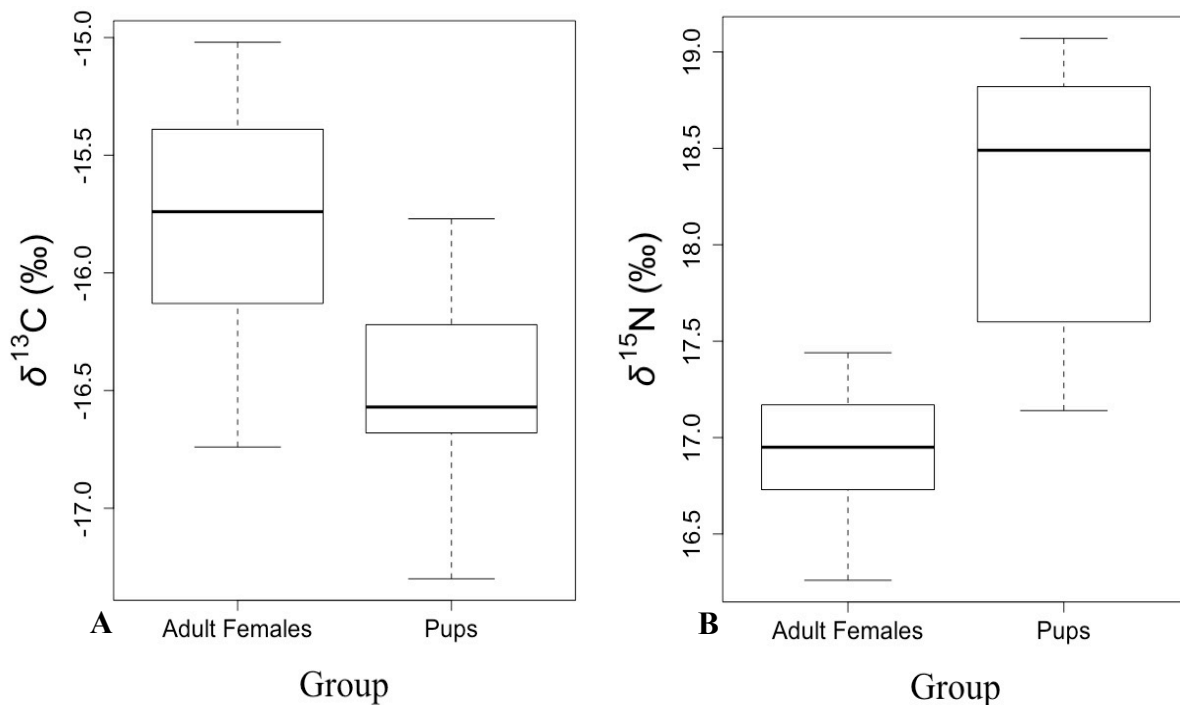 δ¹³C (‰)
-15.0
-15.5
-16.0
-16.5
-17.0
A
Adult Females
Pups
Group
δ¹⁵N (‰)
19.0
18.5
18.0
17.5
17.0
16.5
B
Adult Females
Pups
Group